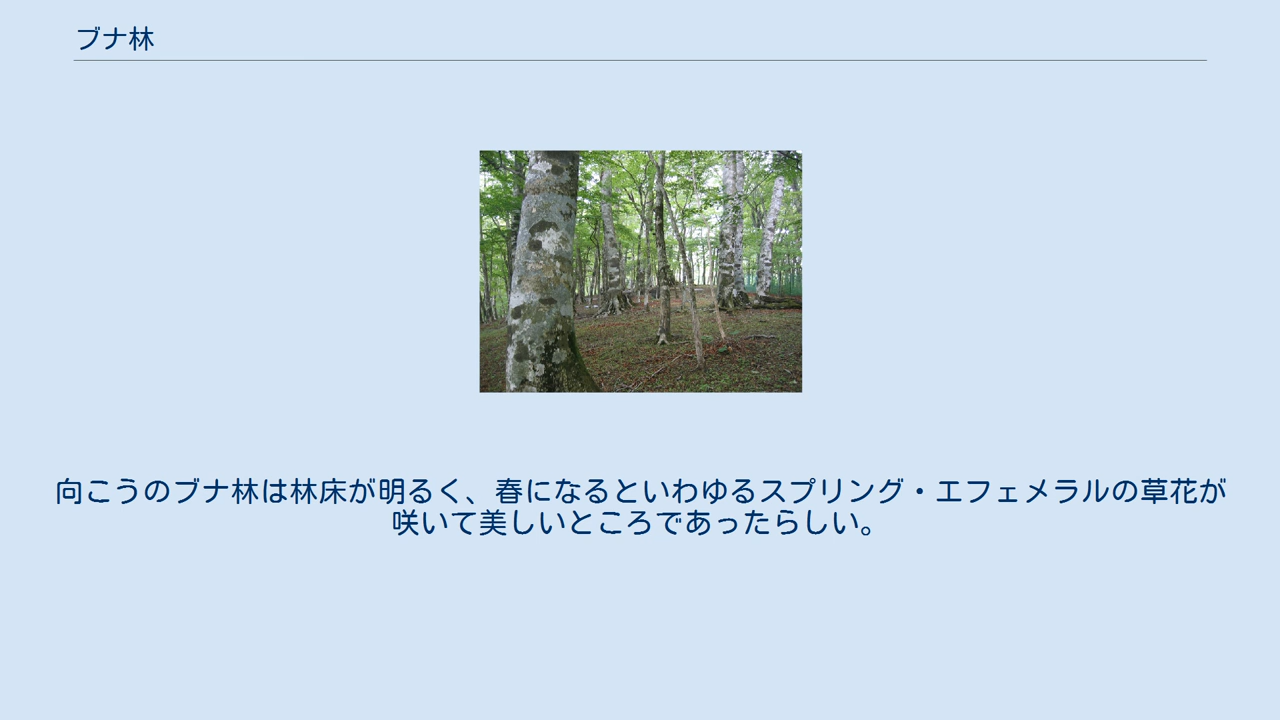 ブナ林
向こうのブナ林は林床が明るく、春になるといわゆるスプリング・エフェメラルの草花が
咲いて美しいところであったらしい。